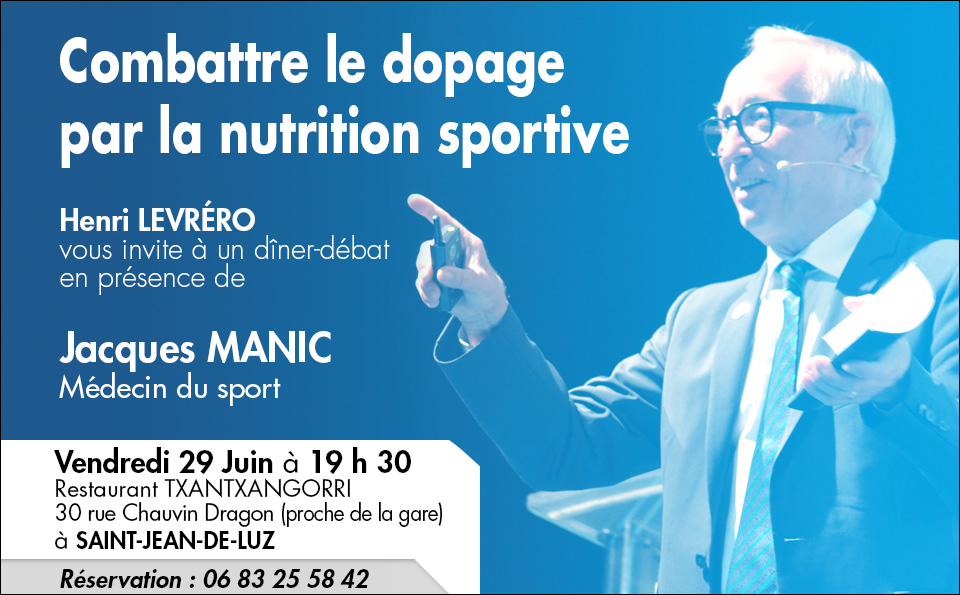 Combattre le dopage
par la nutrition sportive
Henri LEVRÉRO
vous invite à un dîner-débat
en présence de
Jacques MANIC
Médecin du sport
Vendredi 29 Juin à 19 h 30
Restaurant TXANTXANGORRI
30 rue Chauvin Dragon (proche de la gare)
à SAINT-JEAN-DE-LUZ
Réservation : 06 83 25 58 42